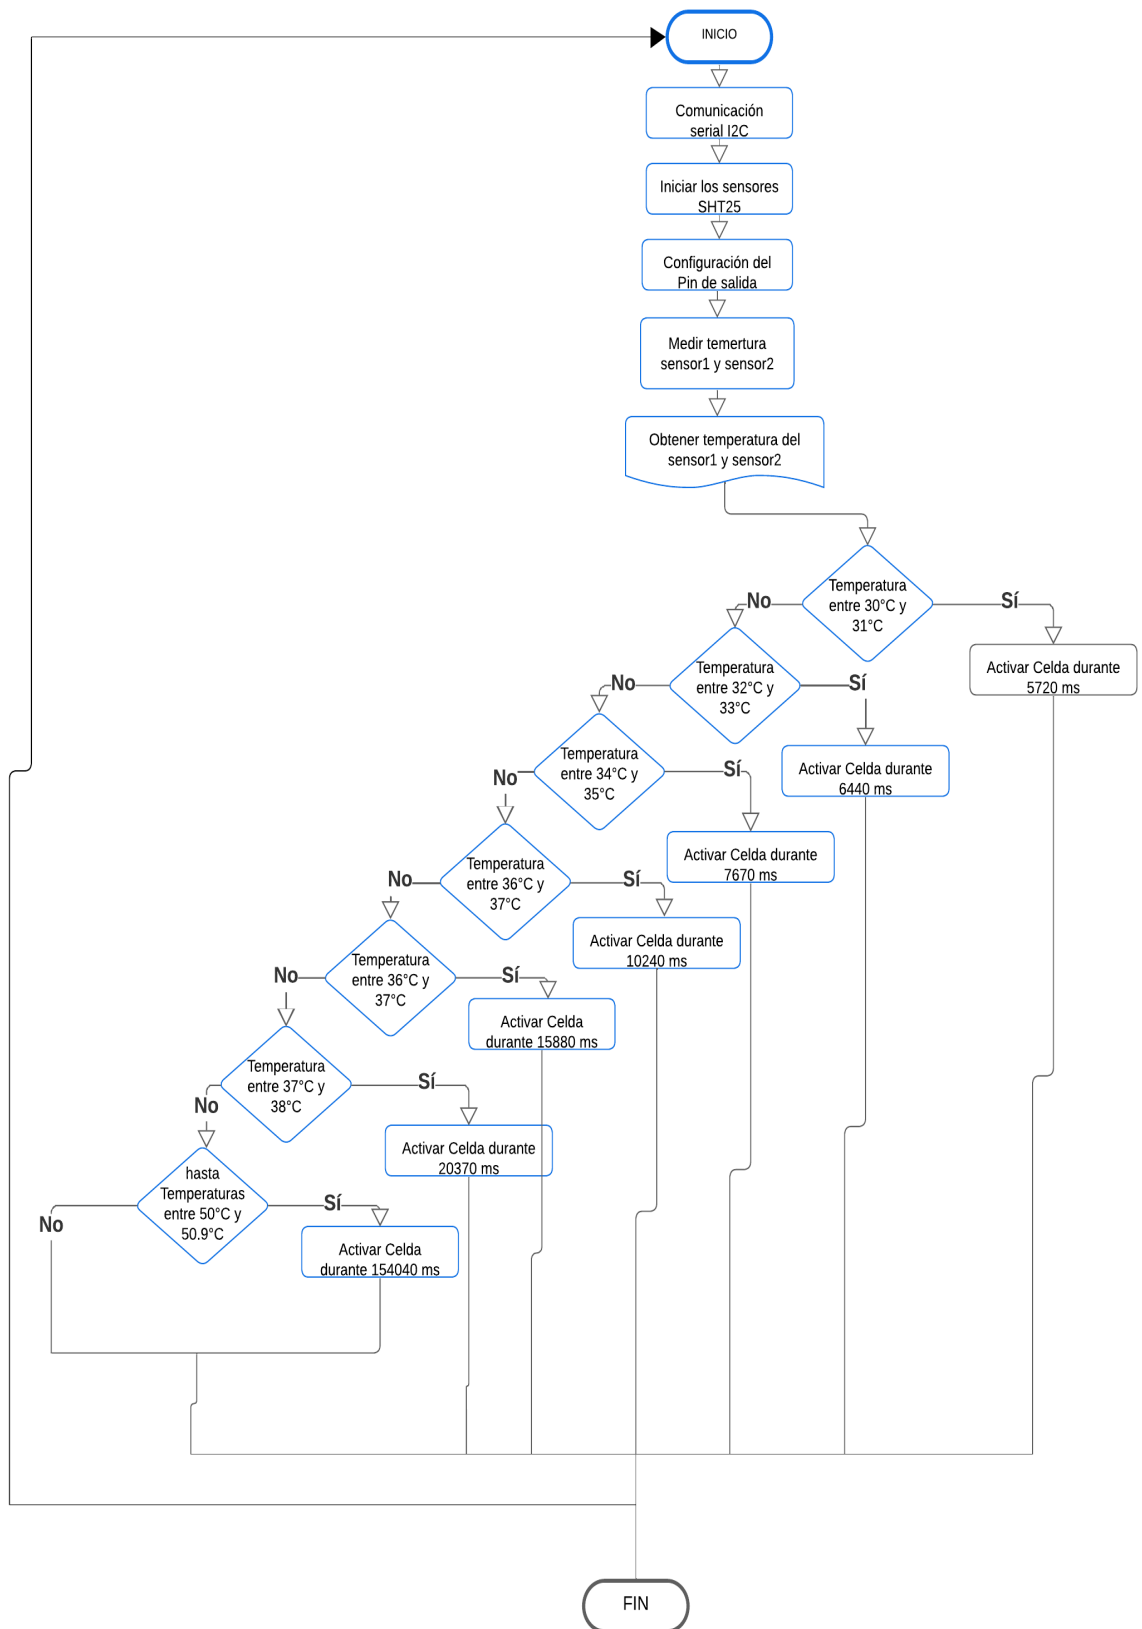 INICIO
Comunicación
serial I2C
Iniciar los sensores
SHT25
Configuración del
Pin de salida
Medir temertura
sensor1 y sensor2
Obtener temperatura del
sensor1 y sensor2
Temperatura
entre 30°C y
31°C
No
Sí
Activar Celda durante
5720 ms
Temperatura
entre 32°C y
33°C
No
Sí
Activar Celda durante
6440 ms
Temperatura
entre 34°C y
35°C
No
Sí
Activar Celda durante
7670 ms
Temperatura
entre 36°C y
37°C
No
Sí
Activar Celda durante
10240 ms
Temperatura
entre 36°C y
37°C
No
Sí
Activar Celda
durante 15880 ms
Temperatura
entre 37°C y
38°C
No
Sí
Activar Celda durante
20370 ms
hasta
Temperaturas
entre 50°C y
50.9°C
No
Sí
Activar Celda
durante 154040 ms
FIN